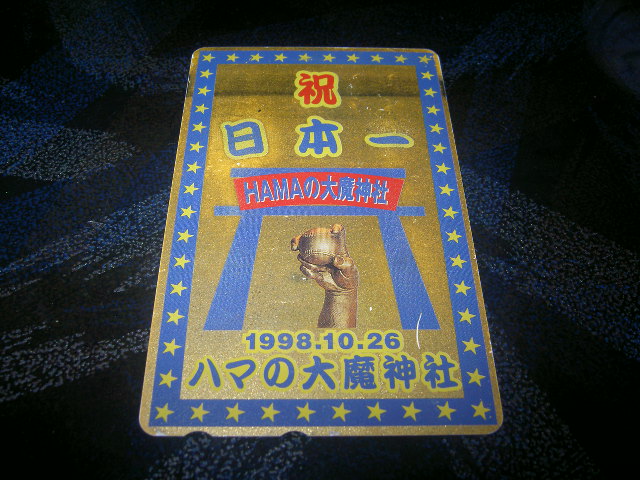 祝
日本一
HAMAの大魔神社
1998.10.26
ハマの大魔神社